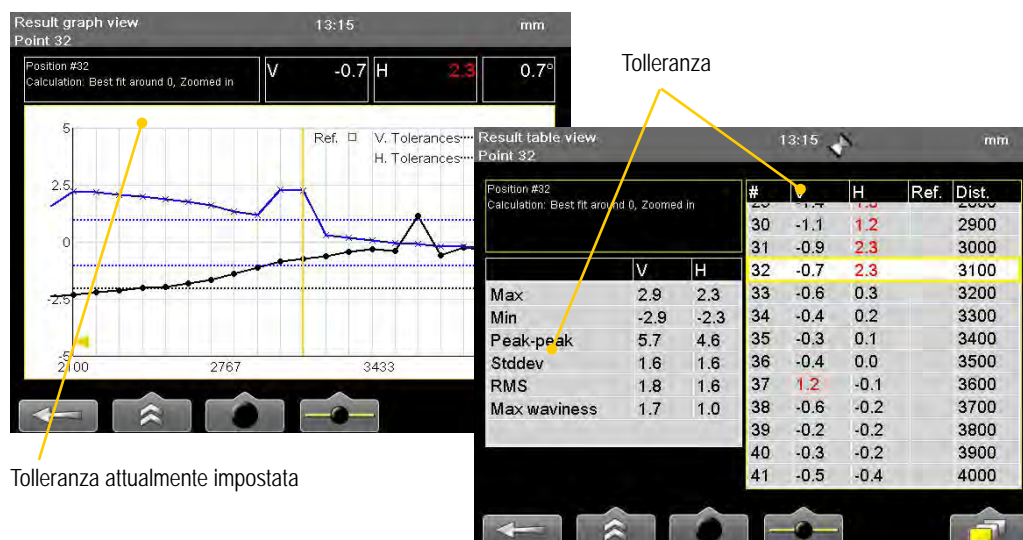 Result graph view 13:15 mm
Point 32
Position #32
Calculation: Best fit around 0, Zoomed in
V -0.7 H 2.3 0.7°
Ref. V. Tolerances
H. Tolerances
5
2.5
0
-2.5
-5
2100 2767 3433
Tolleranza attualmente impostata
Tolleranza
Result table view 13:15 mm
Point 32
Position #32
Calculation: Best fit around 0, Zoomed in
V H
Max 2.9 2.3
Min -2.9 -2.3
Peak-peak 5.7 4.6
Stddev 1.6 1.6
RMS 1.8 1.6
Max waviness 1.7 1.0
# V H Ref. Dist.
30 -1.1 1.2 2900
31 -0.9 2.3 3000
32 -0.7 2.3 3100
33 -0.6 0.3 3200
34 -0.4 0.2 3300
35 -0.3 0.1 3400
36 -0.4 0.0 3500
37 1.2 -0.1 3600
38 -0.6 -0.2 3700
39 -0.2 -0.2 3800
40 -0.3 -0.2 3900
41 -0.5 -0.4 4000